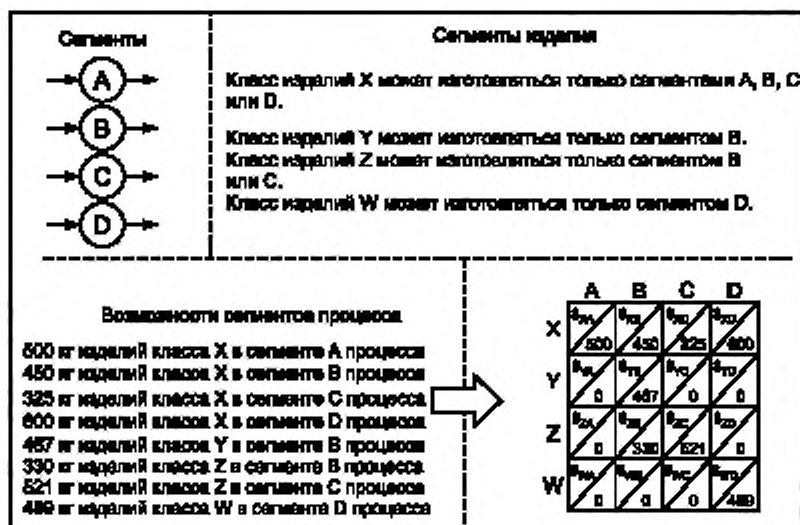 Сегменты
A
B
C
D
Сегменты изделия
Класс изделий X может изготовляться только сегментами A, B, C
или D.
Класс изделий Y может изготовляться только сегментом B.
Класс изделий Z может изготовляться только сегментом B
или C.
Класс изделий W может изготовляться только сегментом D.
Возможности сегментов процесса
500 кг изделий класса X в сегменте A процесса
450 кг изделий класса X в сегменте B процесса
325 кг изделий класса X в сегменте C процесса
600 кг изделий класса X в сегменте D процесса
467 кг изделий класса Y в сегменте B процесса
330 кг изделий класса Z в сегменте B процесса
521 кг изделий класса Z в сегменте C процесса
489 кг изделий класса W в сегменте D процесса
A B C D
X 500 450 325 600
Y 0 467 0 0
Z 0 330 521 0
W 0 0 0 489